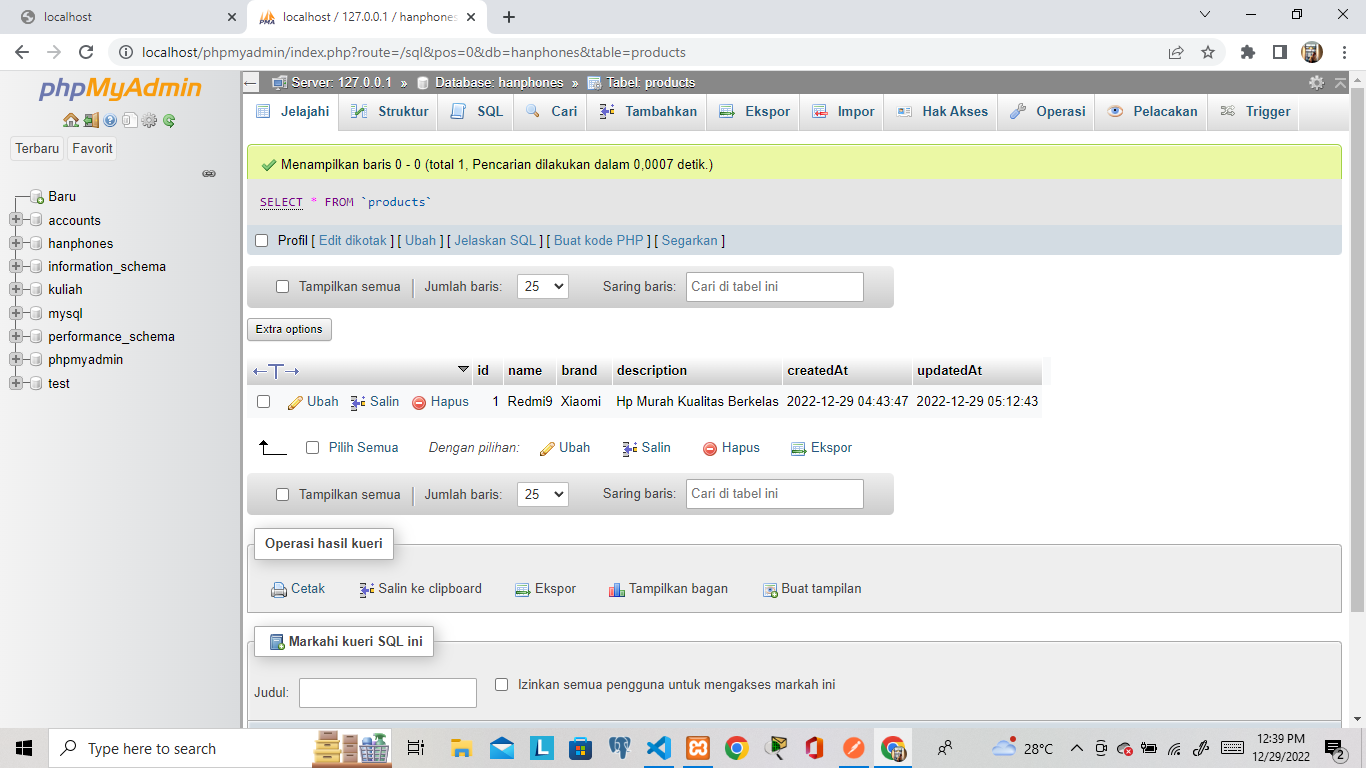 localhost
localhost / 127.0.0.1 / hanphones
localhost/phpmyadmin/index.php?route=/sql&pos=0&db=hanphones&table=products
phpMyAdmin
Terbaru Favorit
Baru
accounts
hanphones
information_schema
kuliah
mysql
performance_schema
phpmyadmin
test
Server: 127.0.0.1 » Database: hanphones » Tabel: products
Jelajahi Struktur SQL Cari Tambahkan Ekspor Impor Hak Akses Operasi Pelacakan Trigger
Menampilkan baris 0 - 0 (total 1, Pencarian dilakukan dalam 0,0007 detik.)
SELECT * FROM `products`
Profil [ Edit dikotak ] [ Ubah ] [ Jelaskan SQL ] [ Buat kode PHP ] [ Segarkan ]
Tampilkan semua Jumlah baris: 25 Saring baris: Cari di tabel ini
Extra options
id name brand description createdAt updatedAt
Ubah Salin Hapus 1 Redmi9 Xiaomi Hp Murah Kualitas Berkelas 2022-12-29 04:43:47 2022-12-29 05:12:43
Pilih Semua Dengan pilihan: Ubah Salin Hapus Ekspor
Tampilkan semua Jumlah baris: 25 Saring baris: Cari di tabel ini
Operasi hasil kueri
Cetak Salin ke clipboard Ekspor Tampilkan bagan Buat tampilan
Markahi kueri SQL ini
Judul: Izinkan semua pengguna untuk mengakses markah ini
Type here to search
28°C
12:39 PM
12/29/2022
2